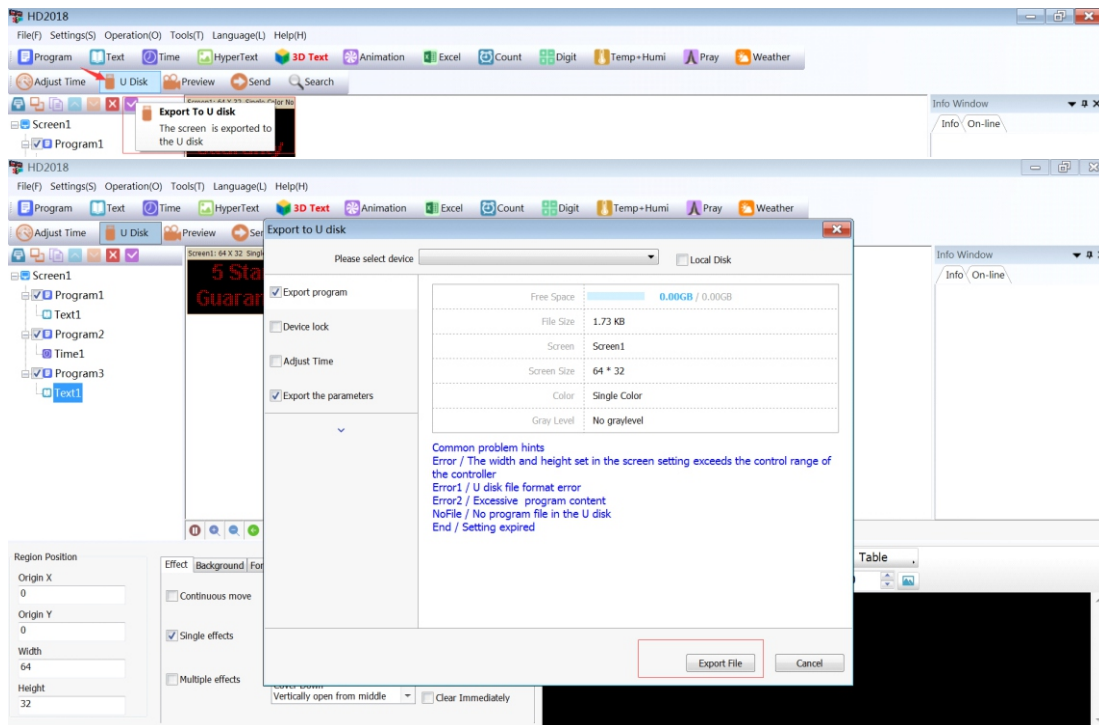 HD2018
File(F) Settings(S) Operation(O) Tools(T) Language(L) Help(H)
Program Text Time HyperText 3D Text Animation Excel Count Digit Temp+Humi Pray Weather
Adjust Time U Disk Preview Send Search
Export To U disk
The screen is exported to
the U disk
Screen1
Program1
Info Window
Info On-line
HD2018
File(F) Settings(S) Operation(O) Tools(T) Language(L) Help(H)
Program Text Time HyperText 3D Text Animation Excel Count Digit Temp+Humi Pray Weather
Adjust Time U Disk Preview
Screen1: 64 X 32
5 Sta
Guaran
Screen1
Program1
Text1
Program2
Time1
Program3
Text1
Info Window
Info On-line
Export to U disk
Please select device
Local Disk
Export program
Device lock
Adjust Time
Export the parameters
Free Space 0.00GB / 0.00GB
File Size 1.73 KB
Screen Screen1
Screen Size 64 * 32
Color Single Color
Gray Level No graylevel
Common problem hints
Error / The width and height set in the screen setting exceeds the control range of
the controller
Error1 / U disk file format error
Error2 / Excessive program content
NoFile / No program file in the U disk
End / Setting expired
Export File Cancel
Region Position
Origin X
0
Origin Y
0
Width
64
Height
32
Effect Background For
Continuous move
Single effects
Multiple effects
Vertically open from middle
Clear Immediately
Table